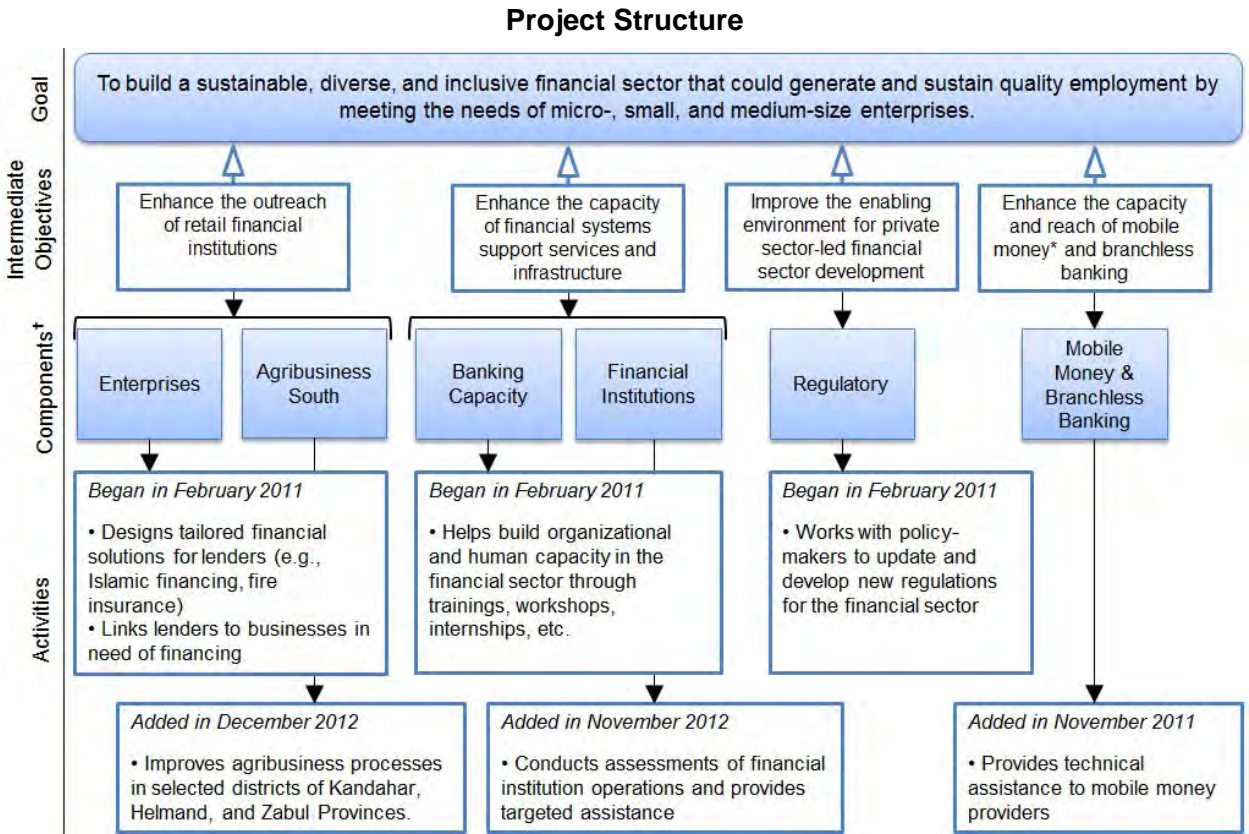 Project Structure
Goal
To build a sustainable, diverse, and inclusive financial sector that could generate and sustain quality employment by
meeting the needs of micro-, small, and medium-size enterprises.
Intermediate
Objectives
Enhance the outreach
of retail financial
institutions
Enhance the capacity
of financial systems
support services and
infrastructure
Improve the enabling
environment for private
sector-led financial
sector development
Enhance the capacity
and reach of mobile
money* and branchless
banking
Components†
Enterprises
Agribusiness
South
Banking
Capacity
Financial
Institutions
Regulatory
Mobile
Money &
Branchless
Banking
Activities
Began in February 2011
• Designs tailored financial
solutions for lenders (e.g.,
Islamic financing, fire
insurance)
• Links lenders to businesses in
need of financing
Began in February 2011
• Helps build organizational
and human capacity in the
financial sector through
trainings, workshops,
internships, etc.
Began in February 2011
• Works with policy-
makers to update and
develop new regulations
for the financial sector
Added in December 2012
• Improves agribusiness processes
in selected districts of Kandahar,
Helmand, and Zabul Provinces.
Added in November 2012
• Conducts assessments of financial
institution operations and provides
targeted assistance
Added in November 2011
• Provides technical
assistance to mobile money
providers